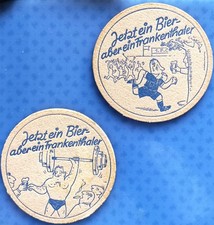 Jetzt ein Bier-
aber ein Frankenthaler
Jetzt ein Bier-
aber ein Frankenthaler